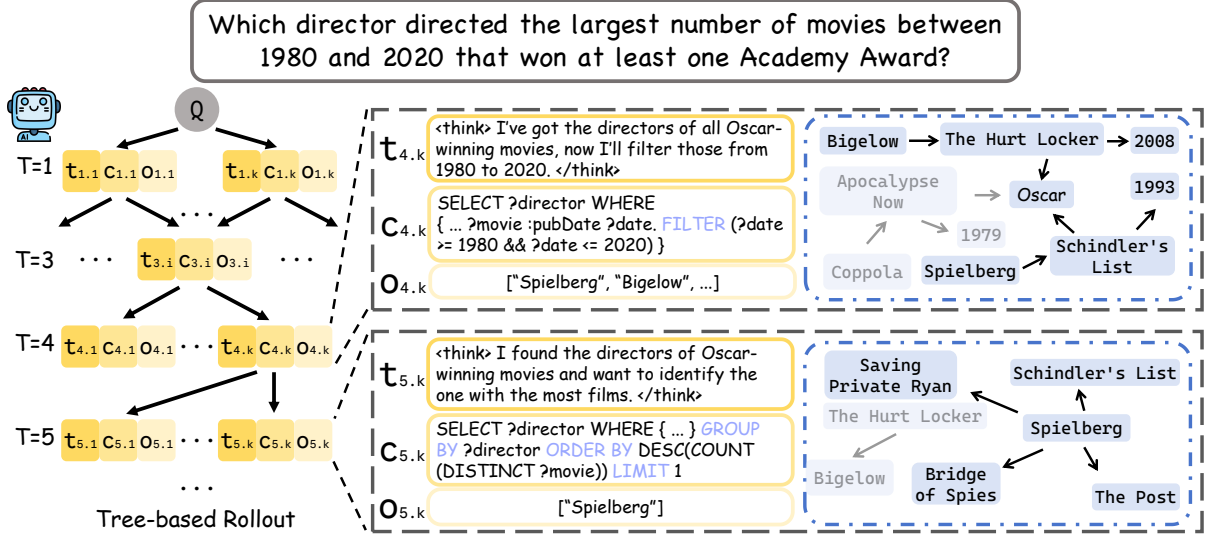 Which director directed the largest number of movies between
1980 and 2020 that won at least one Academy Award?
AI
Q
T=1
t1.1 c1.1 o1.1
t1.k c1.k o1.k
...
T=3
...
t3.i c3.i o3.i
...
T=4
t4.1 c4.1 o4.1
...
t4.k c4.k o4.k
T=5
t5.1 c5.1 o5.1
...
t5.k c5.k o5.k
...
Tree-based Rollout
t4.k
<think> I've got the directors of all Oscar-
winning movies, now I'll filter those from
1980 to 2020. </think>
c4.k
SELECT ?director WHERE
{ ... ?movie :pubDate ?date. FILTER (?date
>= 1980 && ?date <= 2020) }
o4.k
["Spielberg", "Bigelow", ...]
Bigelow
The Hurt Locker
2008
Apocalypse
Now
Oscar
1993
1979
Coppola
Spielberg
Schindler's
List
t5.k
<think> I found the directors of Oscar-
winning movies and want to identify the
one with the most films. </think>
c5.k
SELECT ?director WHERE { ... } GROUP
BY ?director ORDER BY DESC(COUNT
(DISTINCT ?movie)) LIMIT 1
o5.k
["Spielberg"]
Saving
Private Ryan
Schindler's List
The Hurt Locker
Spielberg
Bigelow
Bridge
of Spies
The Post